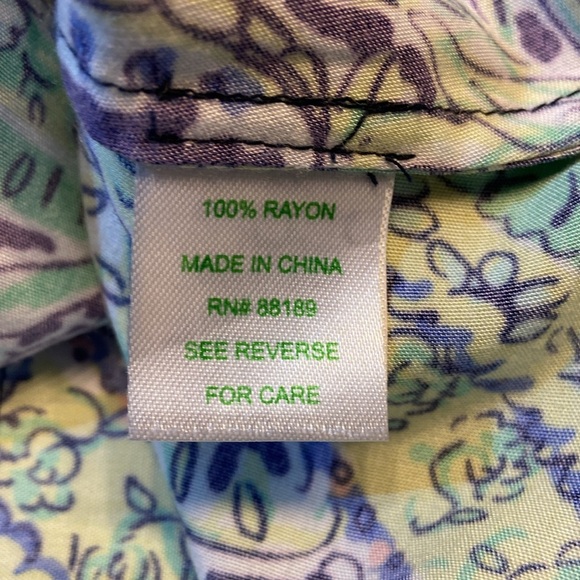 100% RAYON
MADE IN CHINA
RN# 88189
SEE REVERSE
FOR CARE